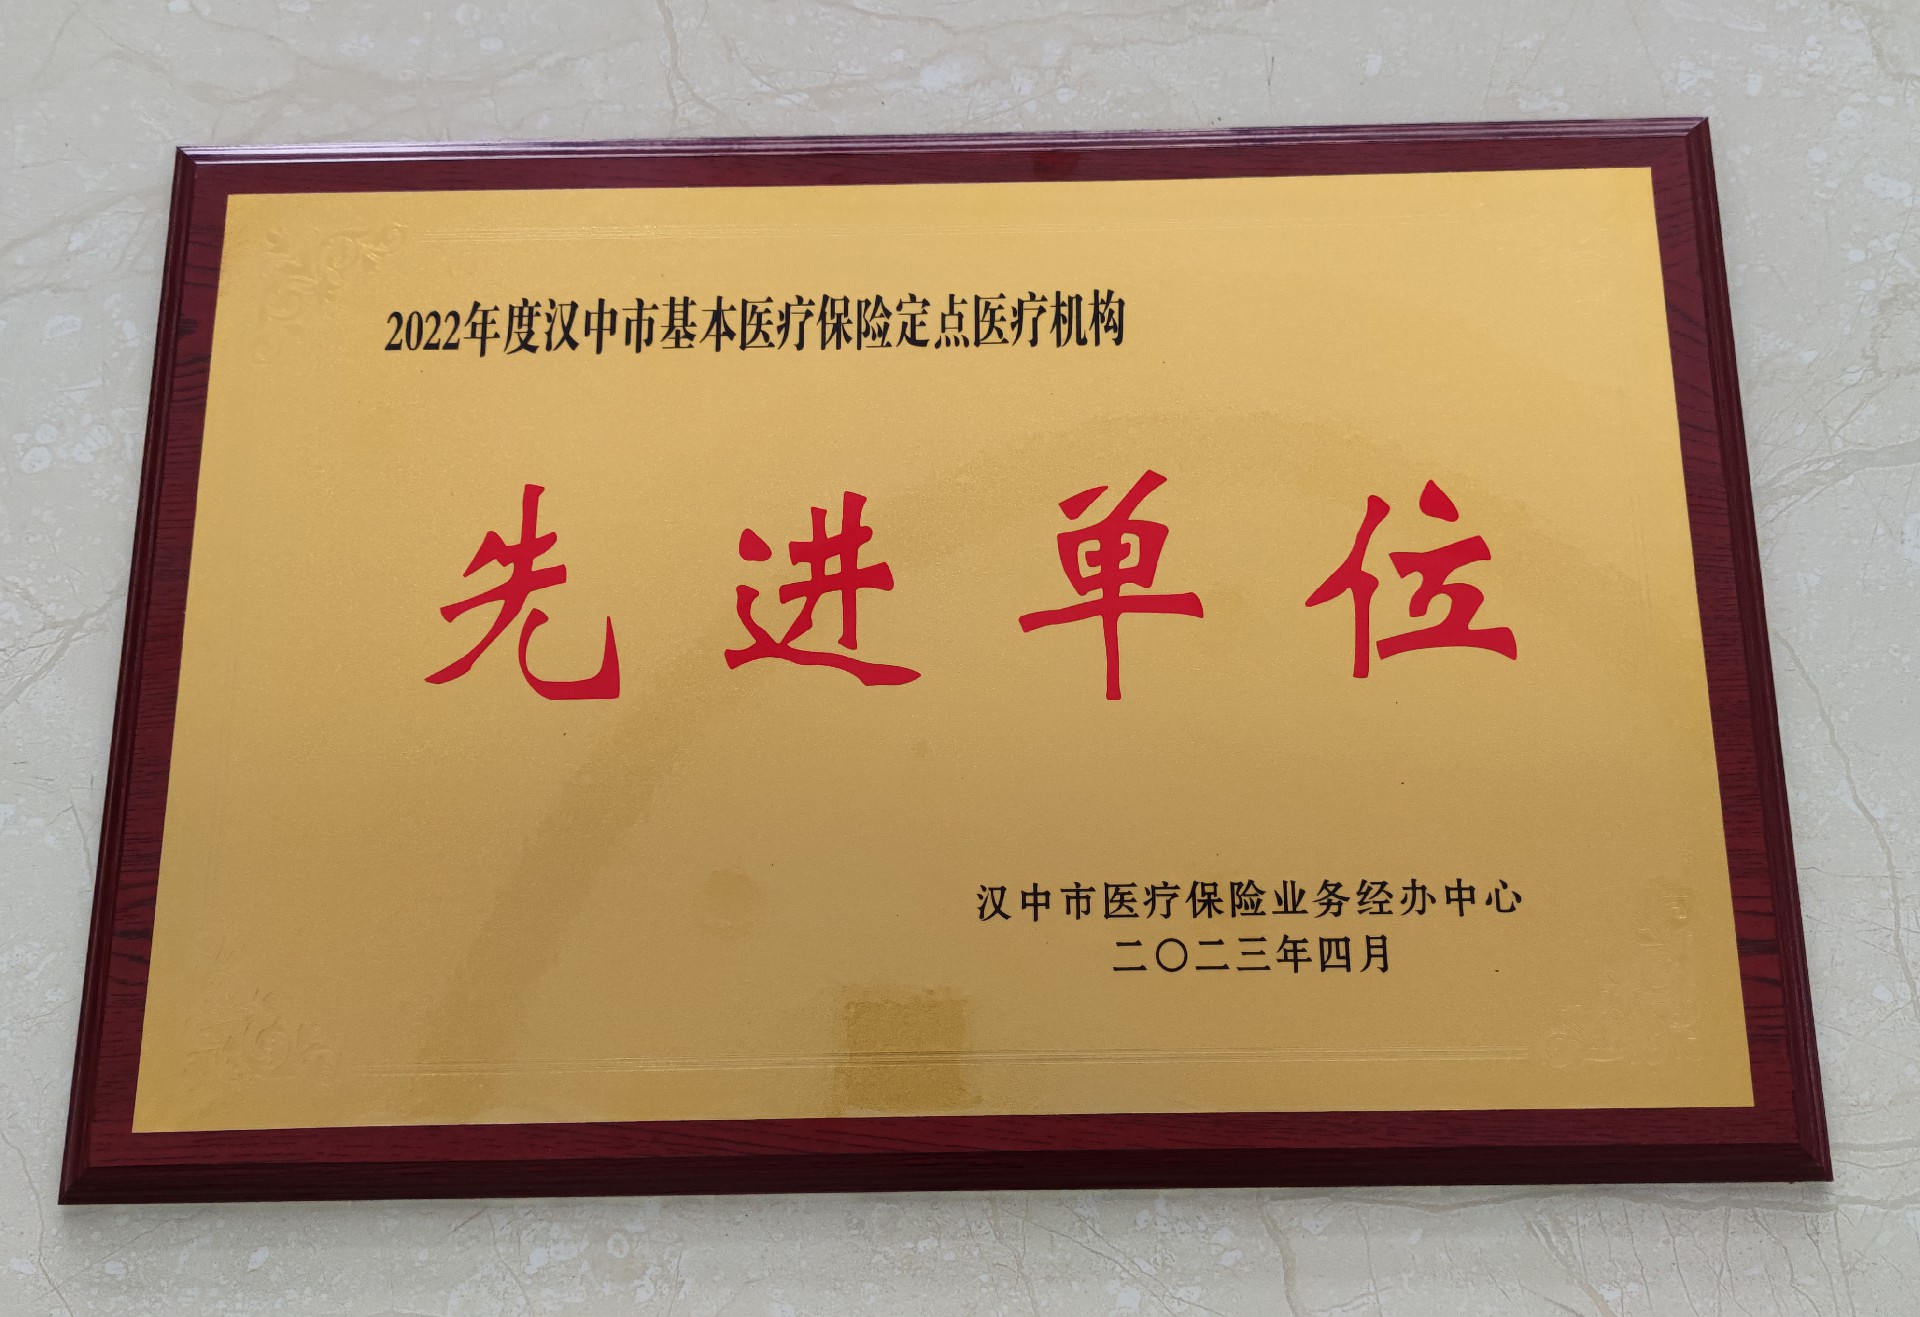 2022年度汉中市基本医疗保险定点医疗机构
先进单位
汉中市医疗保险业务经办中心
二〇二三年四月